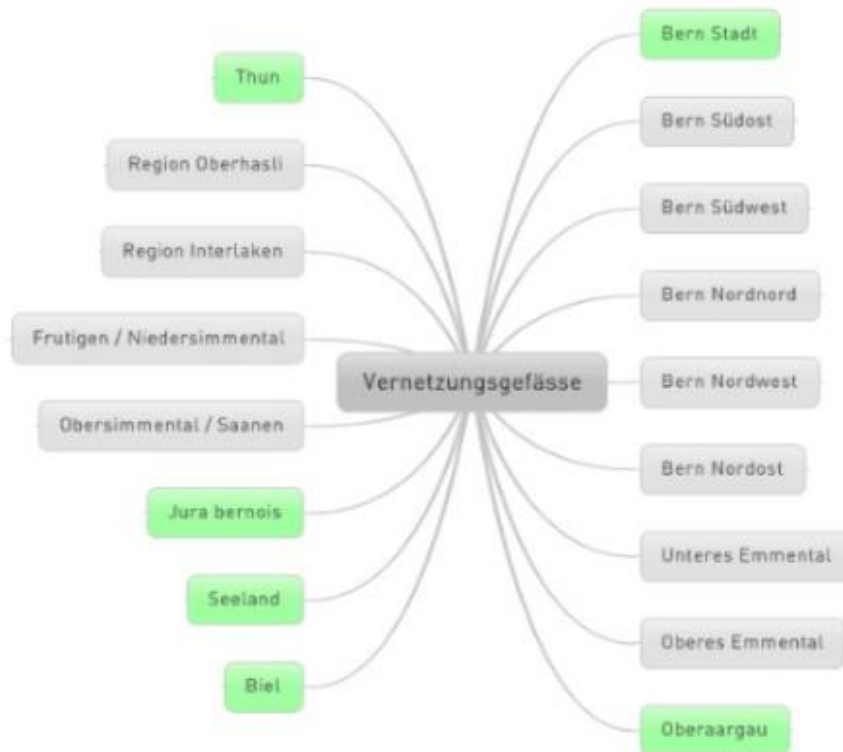 Thun
Region Oberhasli
Region Interlaken
Frutigen / Niedersimmental
Obersimmental / Saanen
Jura bernois
Seeland
Biel
Vernetzungsgefässe
Bern Stadt
Bern Südost
Bern Südwest
Bern Nordnord
Bern Nordwest
Bern Nordost
Unteres Emmental
Oberes Emmental
Oberaargau